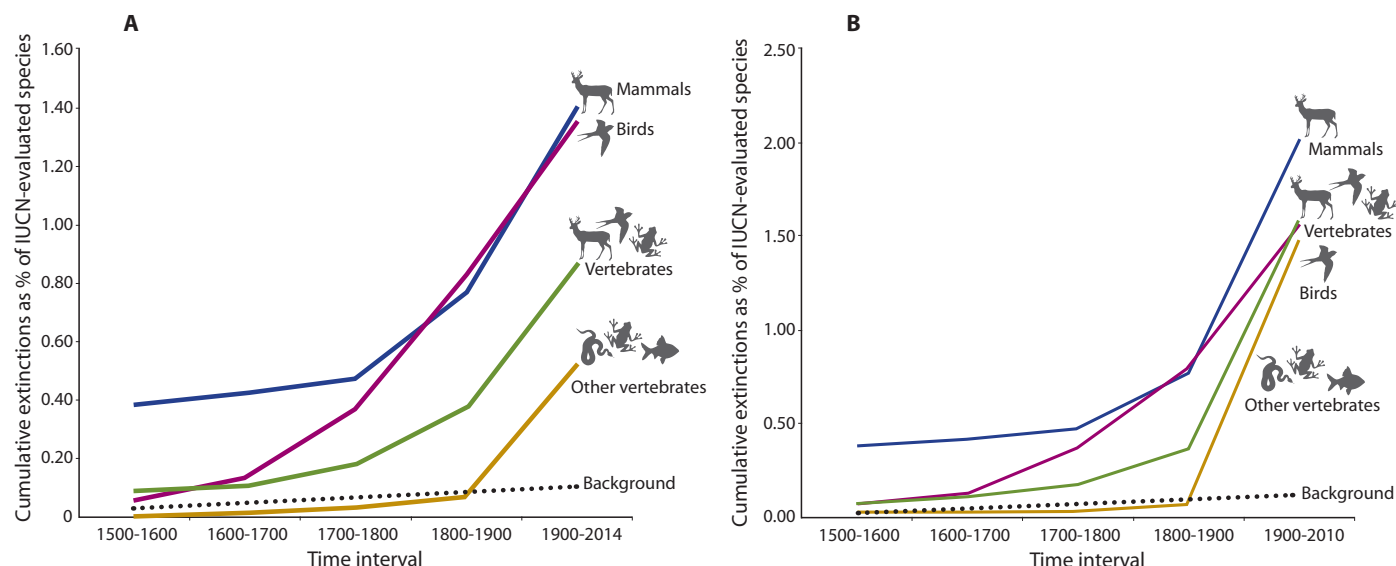 A
Cumulative extinctions as % of IUCN-evaluated species
1.60
1.40
1.20
1.00
0.80
0.60
0.40
0.20
0
Mammals
Birds
Vertebrates
Other vertebrates
Background
1500-1600
1600-1700
1700-1800
1800-1900
1900-2014
Time interval
B
Cumulative extinctions as % of IUCN-evaluated species
2.50
2.00
1.50
1.00
0.50
0.00
Mammals
Vertebrates
Birds
Other vertebrates
Background
1500-1600
1600-1700
1700-1800
1800-1900
1900-2010
Time interval